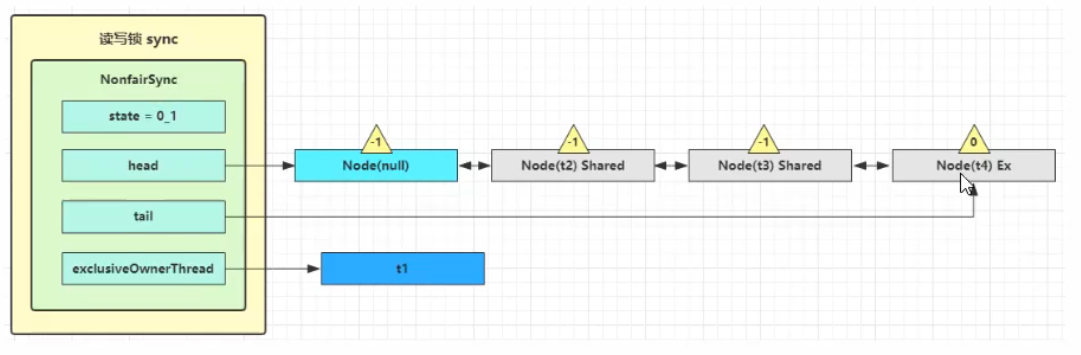 读写锁 sync
NonfairSync
state = 0_1
head
tail
exclusiveOwnerThread
-1
Node(null)
-1
Node(t2) Shared
-1
Node(t3) Shared
0
Node(t4) Ex
t1